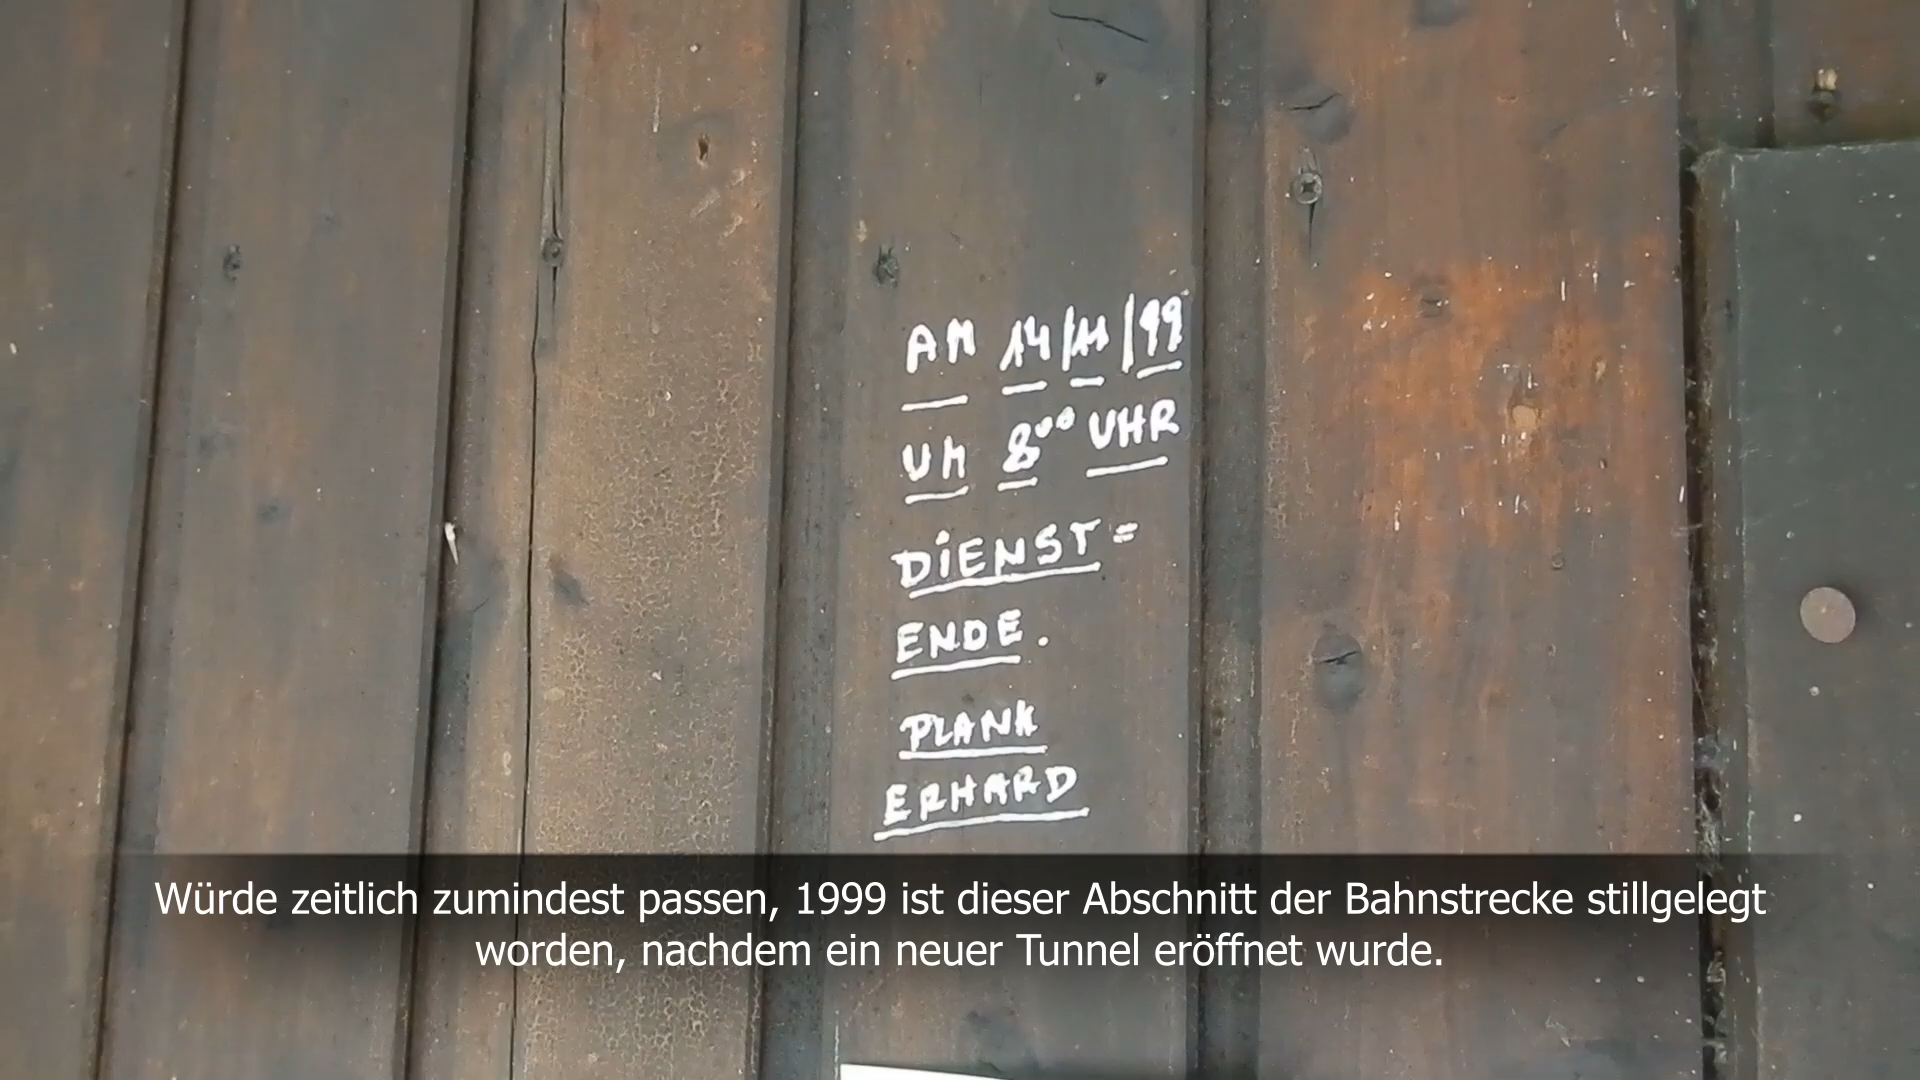 AM 14/11/99
UM 8⁰⁰ UHR
DiENST=
ENDE.
PLANK
ERHARD
Würde zeitlich zumindest passen, 1999 ist dieser Abschnitt der Bahnstrecke stillgelegt
worden, nachdem ein neuer Tunnel eröffnet wurde.